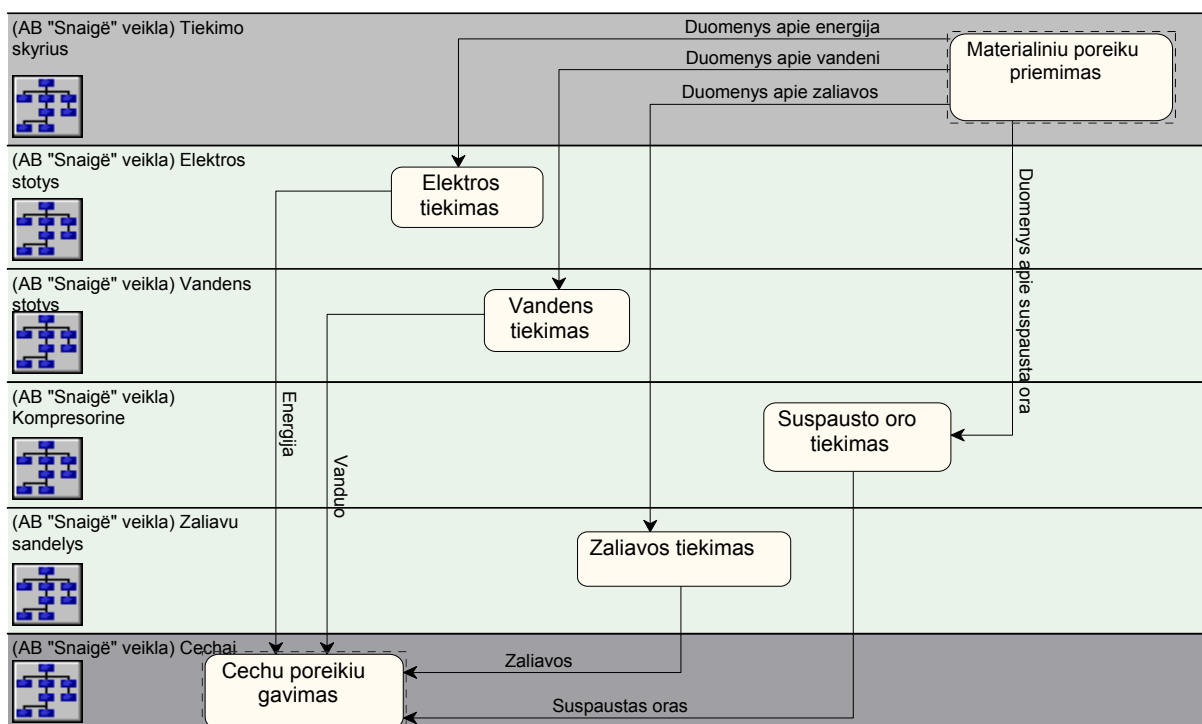 (AB "Snaigë" veikla) Tiekimo
skyrius
Duomenys apie energija
Duomenys apie vandeni
Duomenys apie zaliavos
Materialiniu poreiku
priemimas
(AB "Snaigë" veikla) Elektros
stotys
Elektros
tiekimas
Duomenys apie suspausta ora
(AB "Snaigë" veikla) Vandens
stotys
Vandens
tiekimas
(AB "Snaigë" veikla)
Kompresorine
Energija
Vanduo
Suspausto oro
tiekimas
(AB "Snaigë" veikla) Zaliavu
sandelys
Zaliavos tiekimas
(AB "Snaigë" veikla) Cechai
Cechu poreikiu
gavimas
Zaliavos
Suspaustas oras